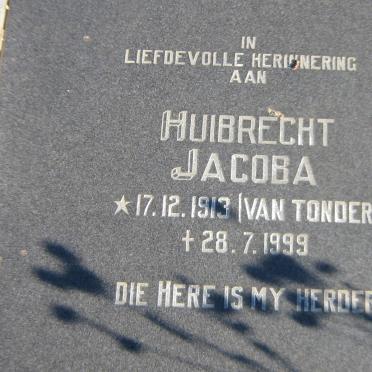 IN
LIEFDEVOLLE HERINNERING
AAN
HUIBRECHT
JACOBA
★17.12.1913 (VAN TONDER
+ 28.7.1999
DIE HERE IS MY HERDER